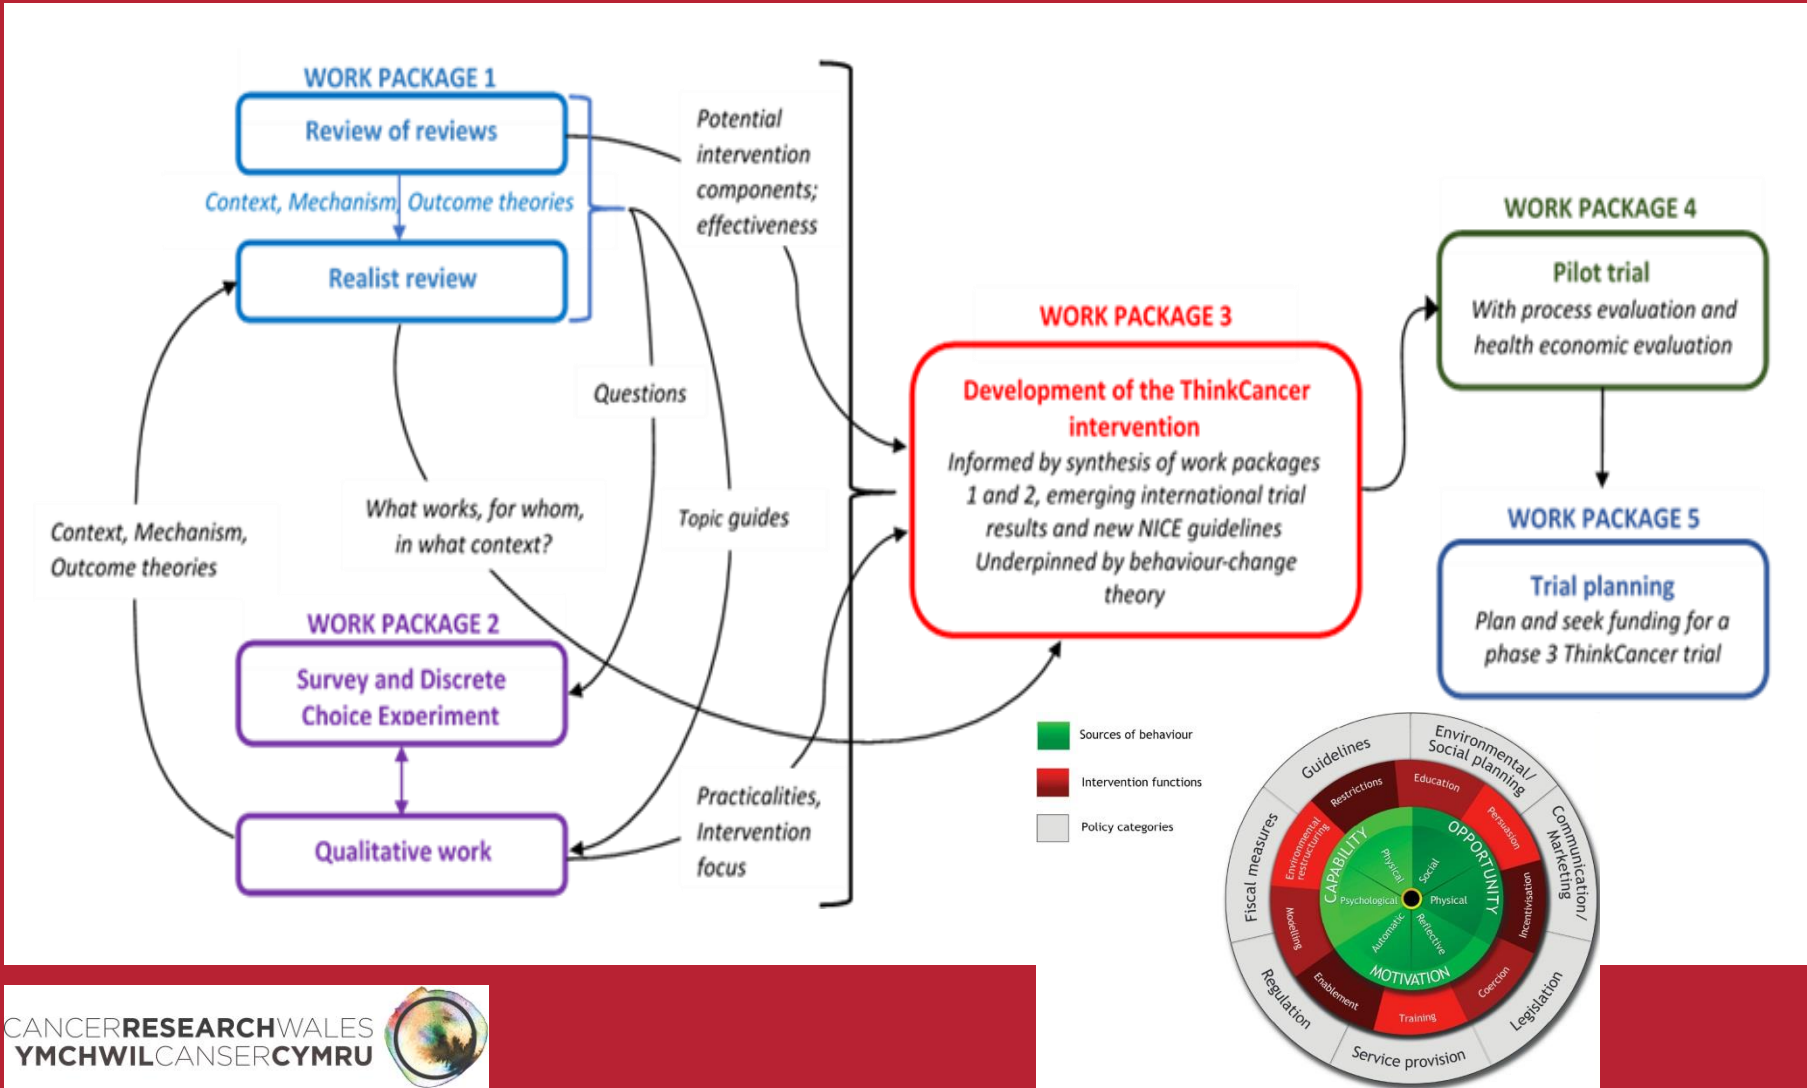 WORK PACKAGE 1
Review of reviews
Context, Mechanism, Outcome theories
Realist review
Potential
intervention
components;
effectiveness
Questions
Topic guides
What works, for whom,
in what context?
Context, Mechanism,
Outcome theories
WORK PACKAGE 2
Survey and Discrete
Choice Experiment
Qualitative work
Practicalities,
Intervention
focus
WORK PACKAGE 3
Development of the ThinkCancer
intervention
Informed by synthesis of work packages
1 and 2, emerging international trial
results and new NICE guidelines
Underpinned by behaviour-change
theory
WORK PACKAGE 4
Pilot trial
With process evaluation and
health economic evaluation
WORK PACKAGE 5
Trial planning
Plan and seek funding for a
phase 3 ThinkCancer trial
Sources of behaviour
Intervention functions
Policy categories
Guidelines
Environmental/
Social planning
Communication/
Marketing
Legislation
Service provision
Regulation
Fiscal measures
Restrictions
Education
Persuasion
Incentivisation
Coercion
Training
Enablement
Modelling
Environmental
restructuring
CAPABILITY
OPPORTUNITY
MOTIVATION
Physical
Social
Psychological
Physical
Automatic
Reflective
CANCERRESEARCHWALES
YMCHWILCANSERCYMRU